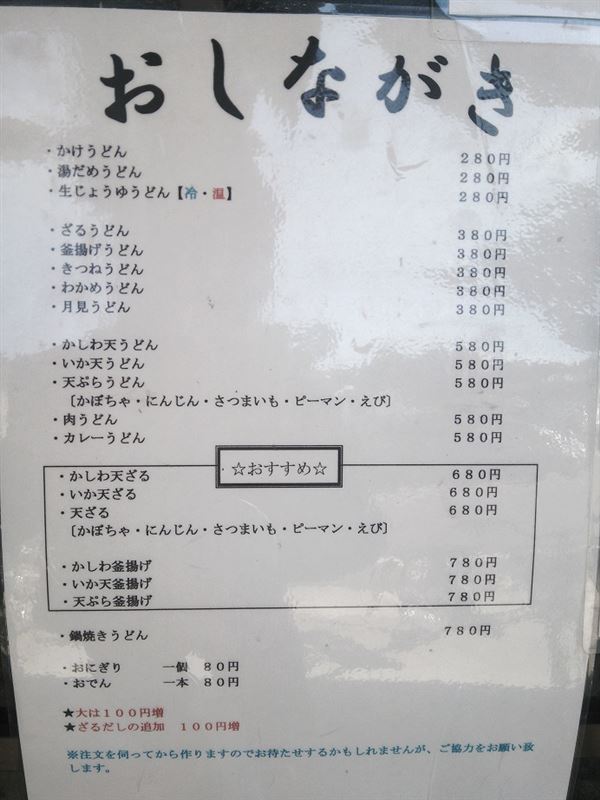 おしながき
・かけうどん 280円
・湯だめうどん 280円
・生じょうゆうどん【冷・温】 280円
・ざるうどん 380円
・釜揚げうどん 380円
・きつねうどん 380円
・わかめうどん 380円
・月見うどん 380円
・かしわ天うどん 580円
・いか天うどん 580円
・天ぷらうどん 580円
〔かぼちゃ・にんじん・さつまいも・ピーマン・えび〕
・肉うどん 580円
・カレーうどん 580円
☆おすすめ☆
・かしわ天ざる 680円
・いか天ざる 680円
・天ざる 680円
〔かぼちゃ・にんじん・さつまいも・ピーマン・えび〕
・かしわ釜揚げ 780円
・いか天釜揚げ 780円
・天ぷら釜揚げ 780円
・鍋焼きうどん 780円
・おにぎり 一個 80円
・おでん 一本 80円
★大は100円増
★ざるだしの追加 100円増
※注文を伺ってから作りますのでお待たせするかもしれませんが、ご協力をお願い致
します。